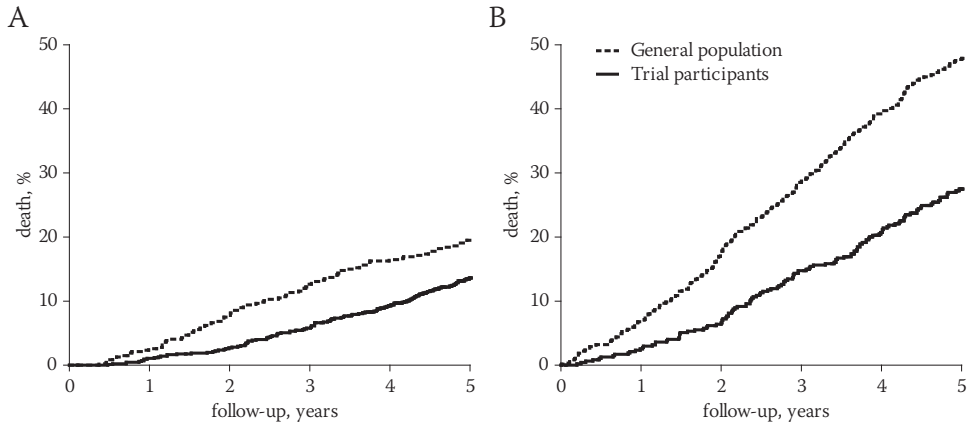 A
50
40
30
20
10
0
death, %
0 1 2 3 4 5
follow-up, years
B
50
40
30
20
10
0
death, %
General population
Trial participants
0 1 2 3 4 5
follow-up, years